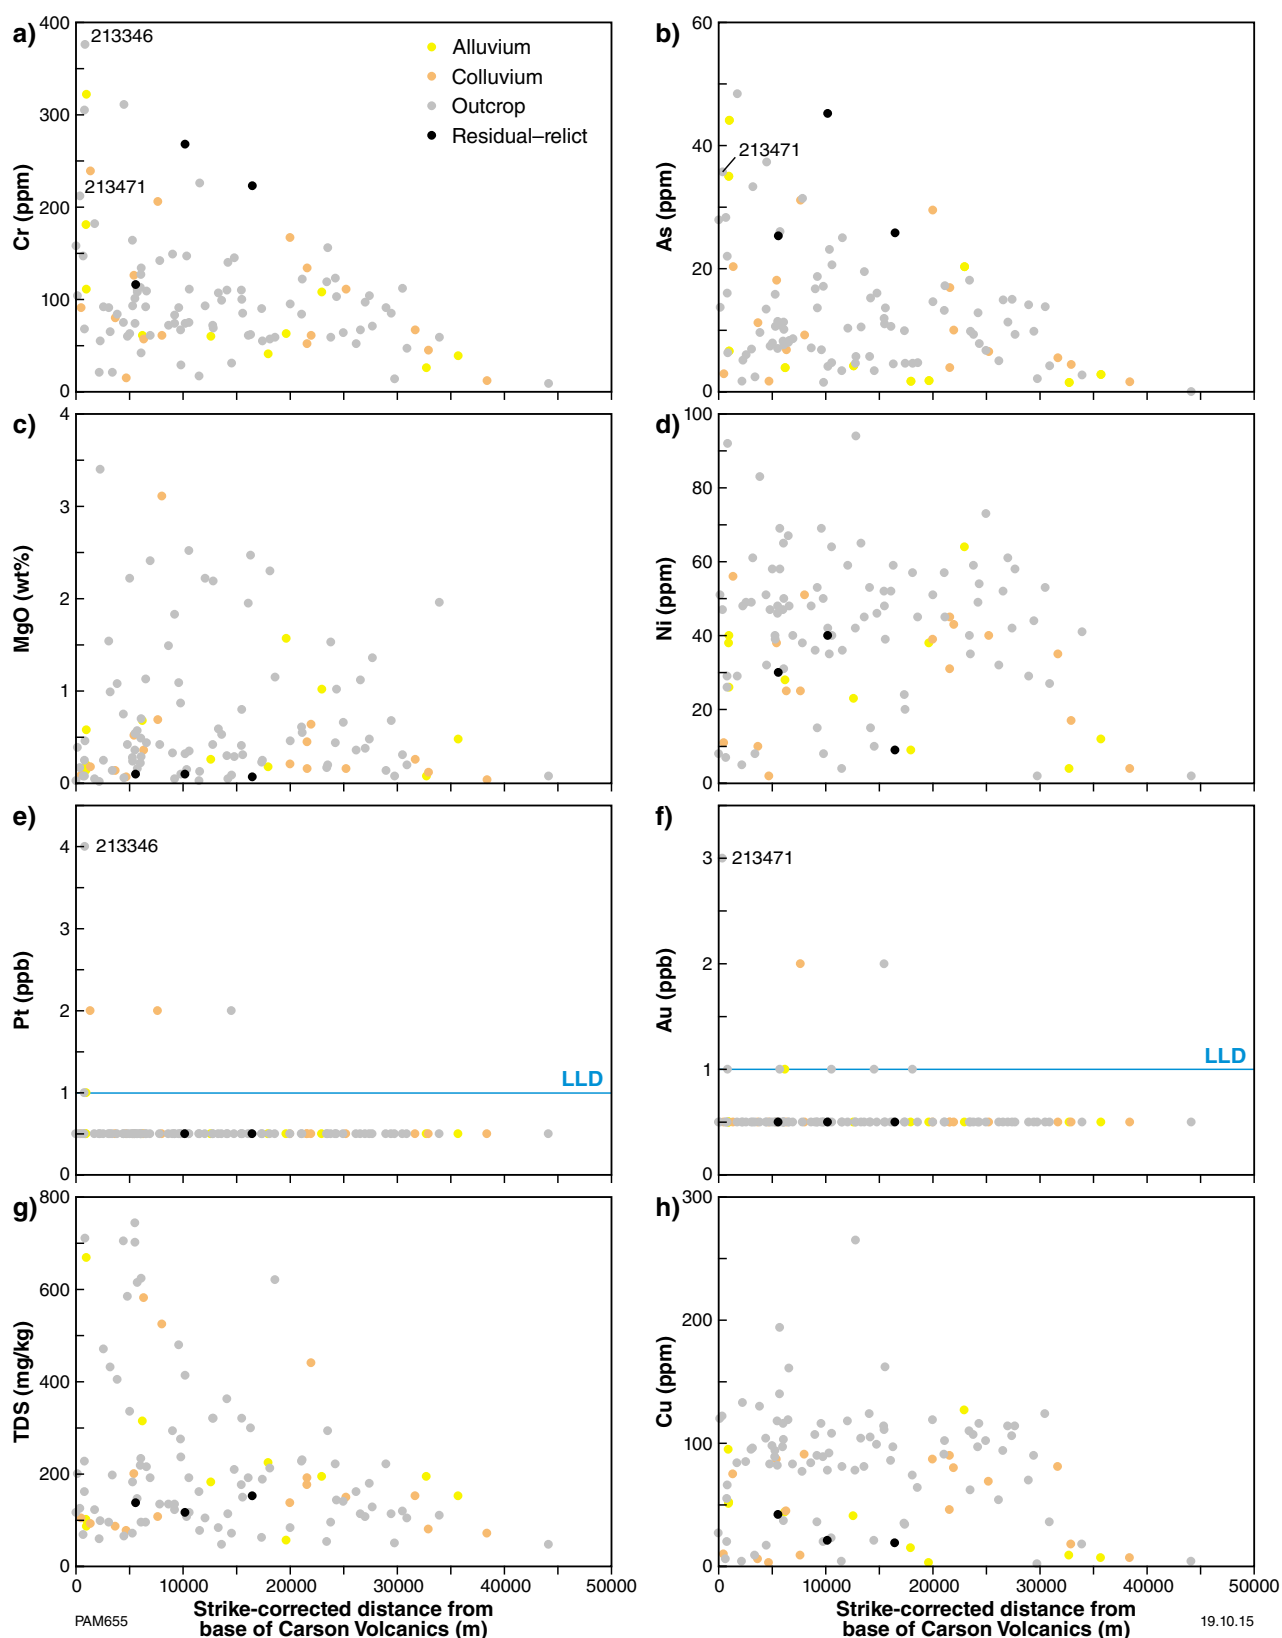 a)
400
300
200
100
0
Cr (ppm)
213346
213471
Alluvium
Colluvium
Outcrop
Residual–relict
b)
60
40
20
0
As (ppm)
213471
c)
4
3
2
1
0
MgO (wt%)
d)
100
80
60
40
20
0
Ni (ppm)
e)
4
3
2
1
0
Pt (ppb)
213346
LLD
f)
3
2
1
0
Au (ppb)
213471
LLD
g)
800
600
400
200
0
TDS (mg/kg)
0 10000 20000 30000 40000 50000
Strike-corrected distance from
base of Carson Volcanics (m)
h)
300
200
100
0
Cu (ppm)
0 10000 20000 30000 40000 50000
Strike-corrected distance from
base of Carson Volcanics (m)
PAM655
19.10.15